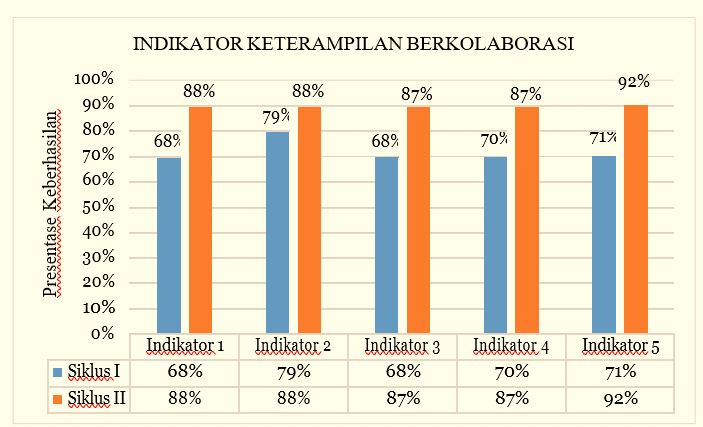 INDIKATOR KETERAMPILAN BERKOLABORASI
Presentase Keberhasilan
100%
90%
80%
70%
60%
50%
40%
30%
20%
10%
0%
68% 88% 79% 88% 68% 87% 70% 87% 71% 92%
Indikator 1 Indikator 2 Indikator 3 Indikator 4 Indikator 5
Siklus I 68% 79% 68% 70% 71%
Siklus II 88% 88% 87% 87% 92%